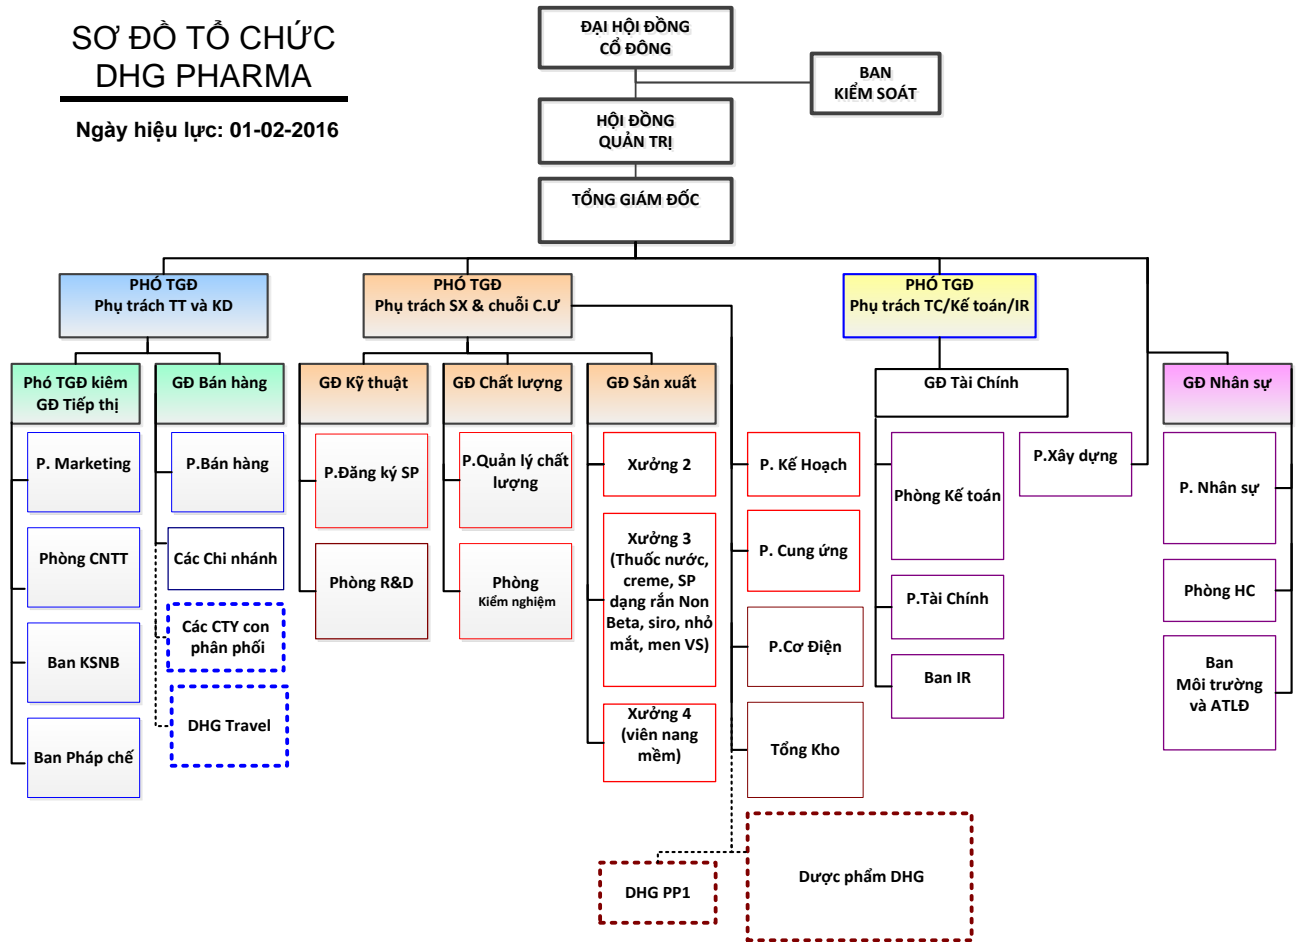 SƠ ĐỒ TỔ CHỨC
DHG PHARMA
Ngày hiệu lực: 01-02-2016
ĐẠI HỘI ĐỒNG
CỔ ĐÔNG
BAN
KIỂM SOÁT
HỘI ĐỒNG
QUẢN TRỊ
TỔNG GIÁM ĐỐC
PHÓ TGĐ
Phụ trách TT và KD
PHÓ TGĐ
Phụ trách SX & chuỗi C.Ư
PHÓ TGĐ
Phụ trách TC/Kế toán/IR
Phó TGĐ kiêm
GĐ Tiếp thị
GĐ Bán hàng
GĐ Kỹ thuật
GĐ Chất lượng
GĐ Sản xuất
GĐ Tài Chính
GĐ Nhân sự
P. Marketing
Phòng CNTT
Ban KSNB
Ban Pháp chế
P.Bán hàng
Các Chi nhánh
Các CTY con
phân phối
DHG Travel
P.Đăng ký SP
Phòng R&D
P.Quản lý chất
lượng
Phòng
Kiểm nghiệm
Xưởng 2
Xưởng 3
(Thuốc nước,
creme, SP
dạng rắn Non
Beta, siro, nhỏ
mắt, men VS)
Xưởng 4
(viên nang
mềm)
P. Kế Hoạch
P. Cung ứng
P.Cơ Điện
Tổng Kho
DHG PP1
Dược phẩm DHG
Phòng Kế toán
P.Tài Chính
Ban IR
P.Xây dựng
P. Nhân sự
Phòng HC
Ban
Môi trường
và ATLĐ